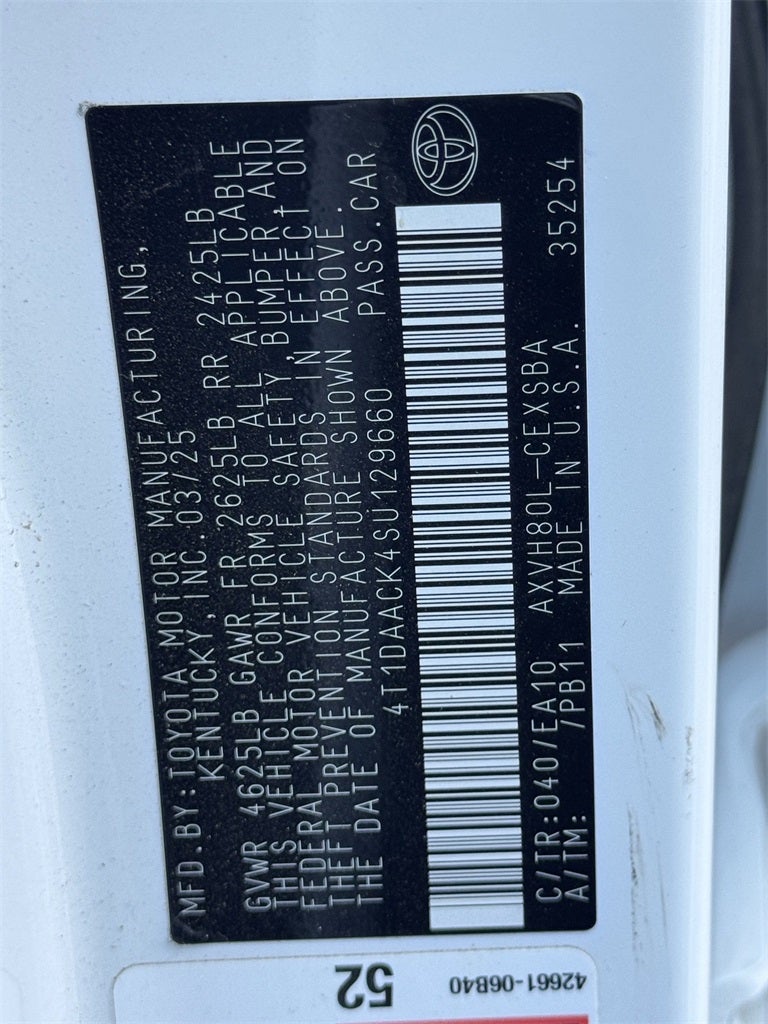 MFD.BY:TOYOTA MOTOR MANUFACTURING,
KENTUCKY, INC.03/25
GVWR 4625LB GAWR FR 2625LB RR 2425LB
THIS VEHICLE CONFORMS TO ALL APPLICABLE
FEDERAL MOTOR VEHICLE SAFETY, BUMPER, AND
THEFT PREVENTION STANDARDS IN EFFECT ON
THE DATE OF MANUFACTURE SHOWN ABOVE.
4T1DAACK4SU129660 PASS.CAR
C/TR:040/EA10 AXVH80L-CEXSBA
A/TM: /PB11 MADE IN U.S.A. 35254
52
42661-06B40